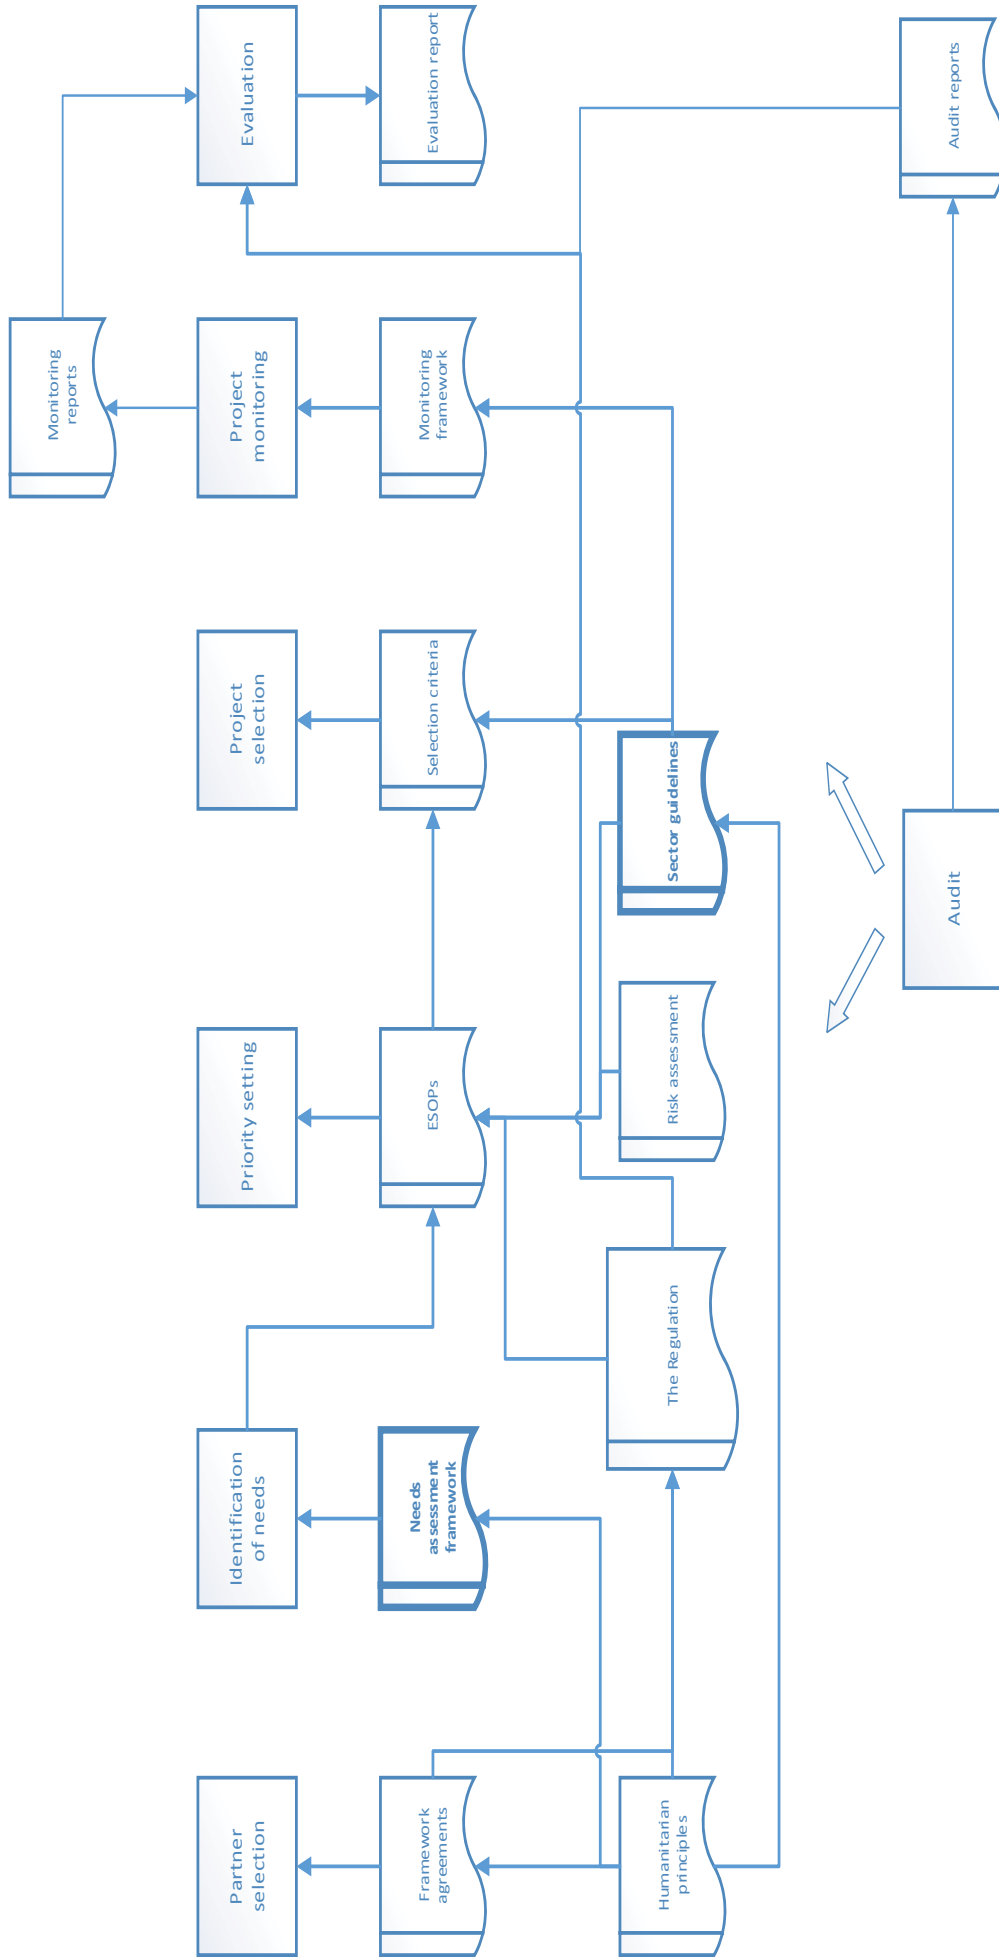 Monitoring
reports
Partner
selection
Identification
of needs
Priority setting
Project
selection
Project
monitoring
Evaluation
Framework
agreements
Needs
assessment
framework
ESOPs
Selection criteria
Monitoring
framework
Evaluation report
Humanitarian
principles
The Regulation
Risk assessment
Sector guidelines
Audit
Audit reports